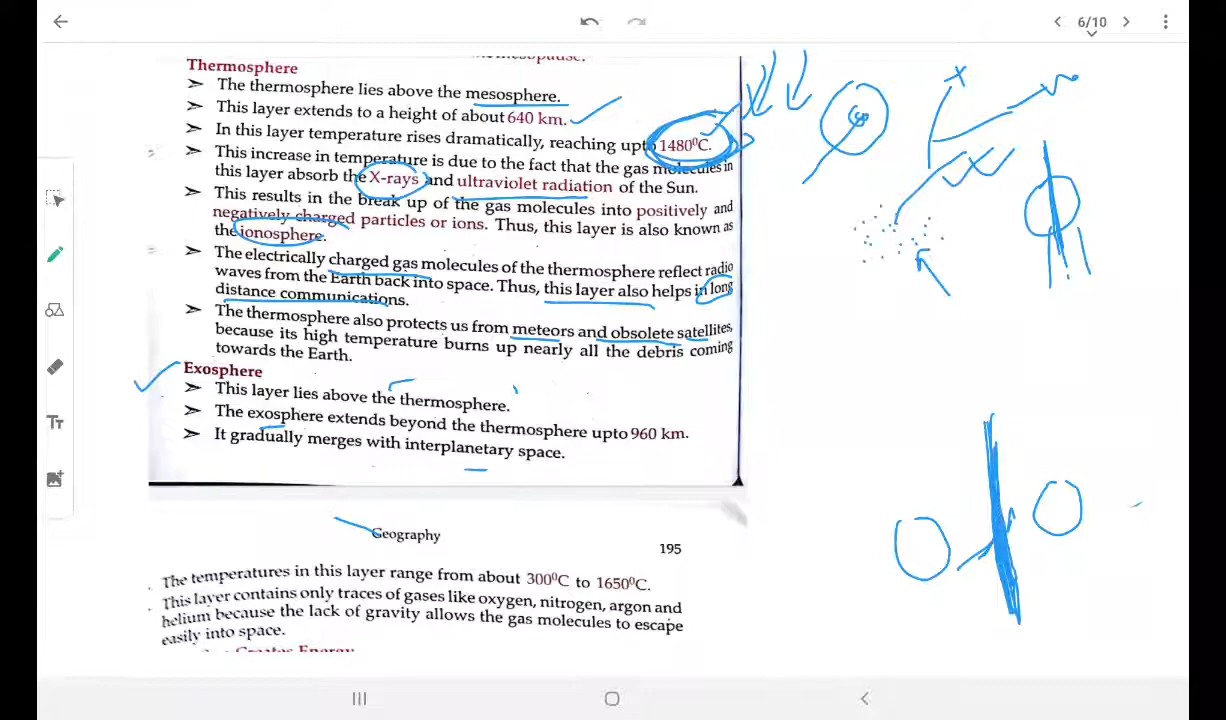 6/10
the mesopause.
Thermosphere
➤ The thermosphere lies above the mesosphere.
➤ This layer extends to a height of about 640 km.
➤ In this layer temperature rises dramatically, reaching upto 1480⁰C.
➤ This increase in temperature is due to the fact that the gas molecules in
this layer absorb the X-rays and ultraviolet radiation of the Sun.
➤ This results in the break up of the gas molecules into positively and
negatively charged particles or ions. Thus, this layer is also known as
the ionosphere.
➤ The electrically charged gas molecules of the thermosphere reflect radio
waves from the Earth back into space. Thus, this layer also helps in long
distance communications.
➤ The thermosphere also protects us from meteors and obsolete satellites,
because its high temperature burns up nearly all the debris coming
towards the Earth.
Exosphere
➤ This layer lies above the thermosphere.
➤ The exosphere extends beyond the thermosphere upto 960 km.
➤ It gradually merges with interplanetary space.
Geography
195
The temperatures in this layer range from about 300⁰C to 1650⁰C.
This layer contains only traces of gases like oxygen, nitrogen, argon and
helium because the lack of gravity allows the gas molecules to escape
easily into space.
Tт